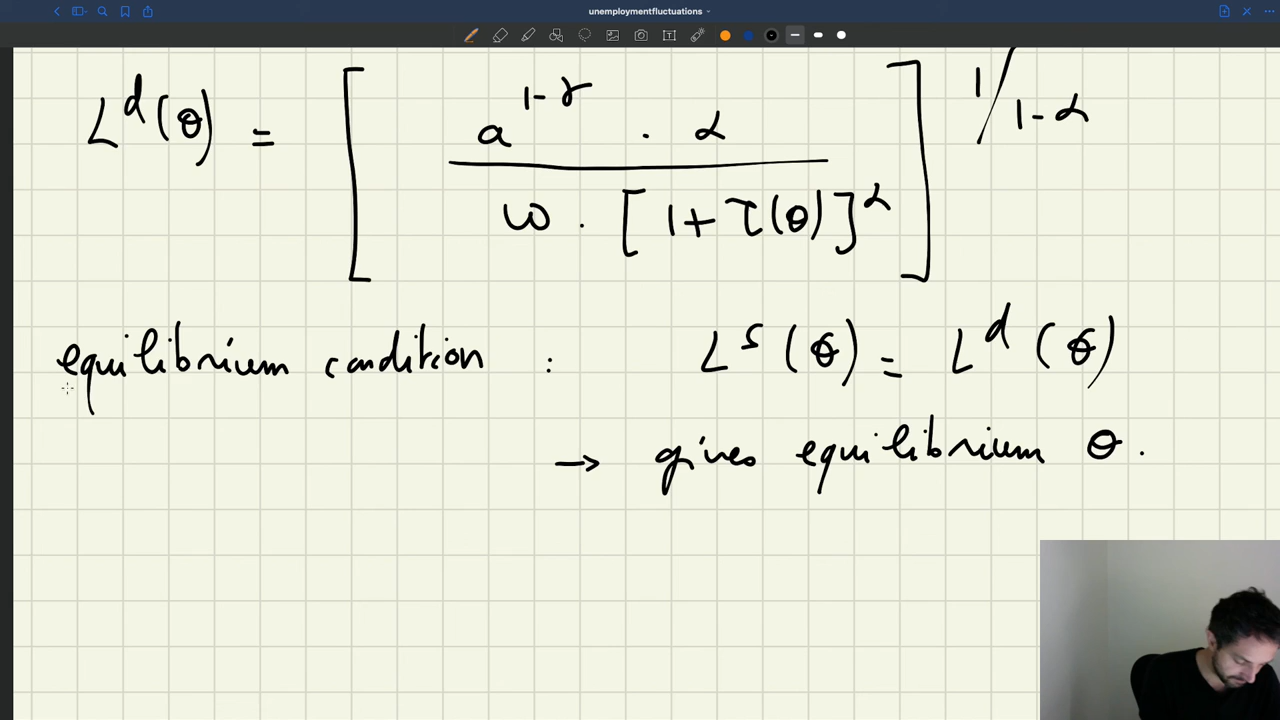 unemploymentfluctuations
L^d(θ) = [ a^{1-γ} · α / ω · [1+τ(θ)]^α ]^{1/1-α}
equilibrium condition : L^s(θ) = L^d(θ)
→ gives equilibrium θ.